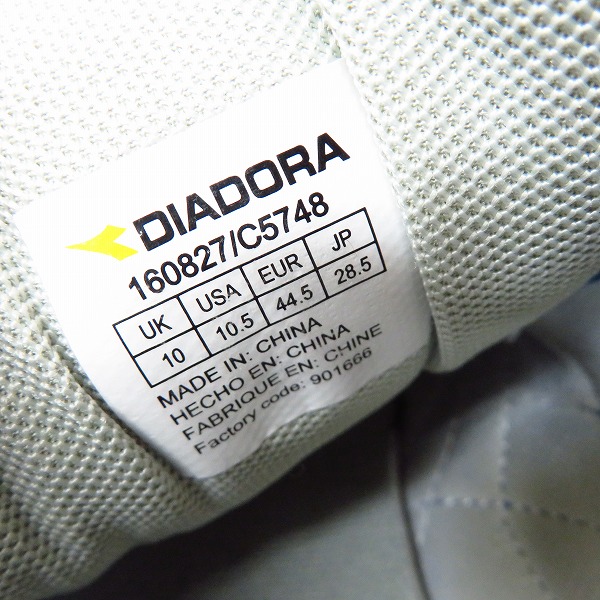 DIADORA
160827/C5748
UK USA EUR JP
10 10.5 44.5 28.5
MADE IN: CHINA
HECHO EN: CHINA
FABRIQUE EN: CHINE
Factory code: 901666